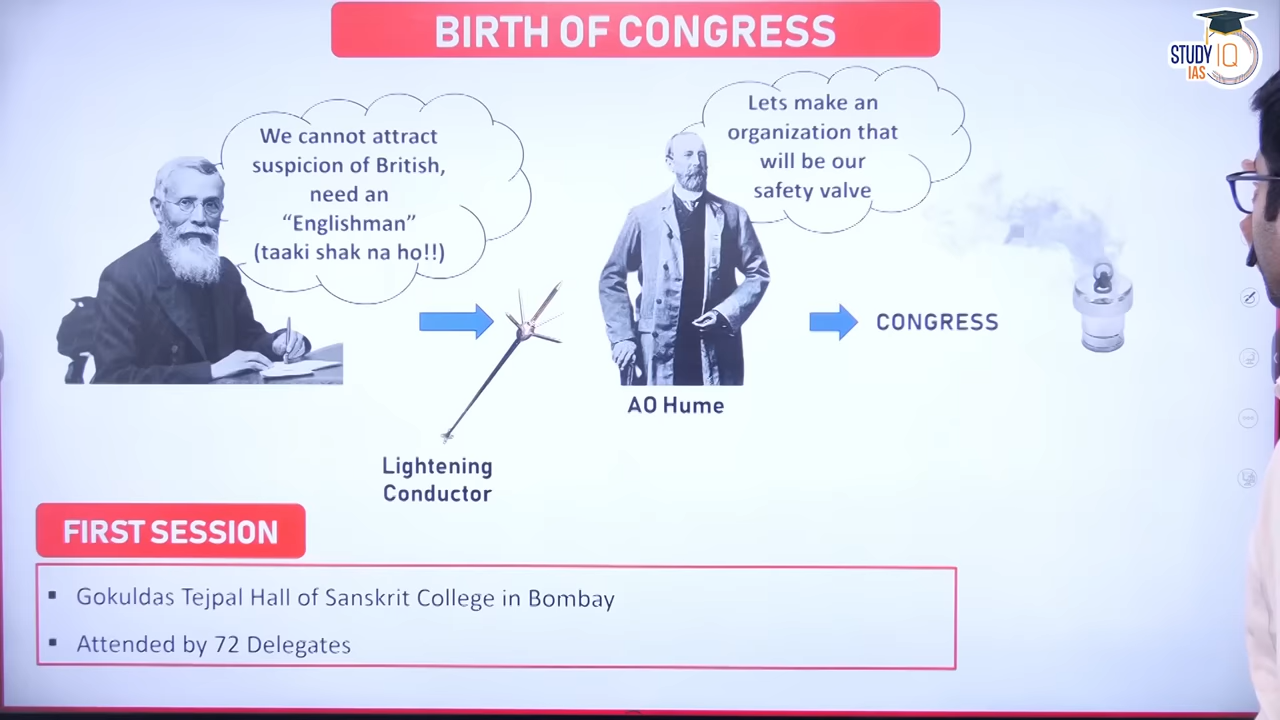 BIRTH OF CONGRESS
STUDY IQ
IAS
We cannot attract
suspicion of British,
need an
“Englishman”
(taaki shak na ho!!)
Lets make an
organization that
will be our
safety valve
CONGRESS
AO Hume
Lightening
Conductor
FIRST SESSION
▪ Gokuldas Tejpal Hall of Sanskrit College in Bombay
▪ Attended by 72 Delegates